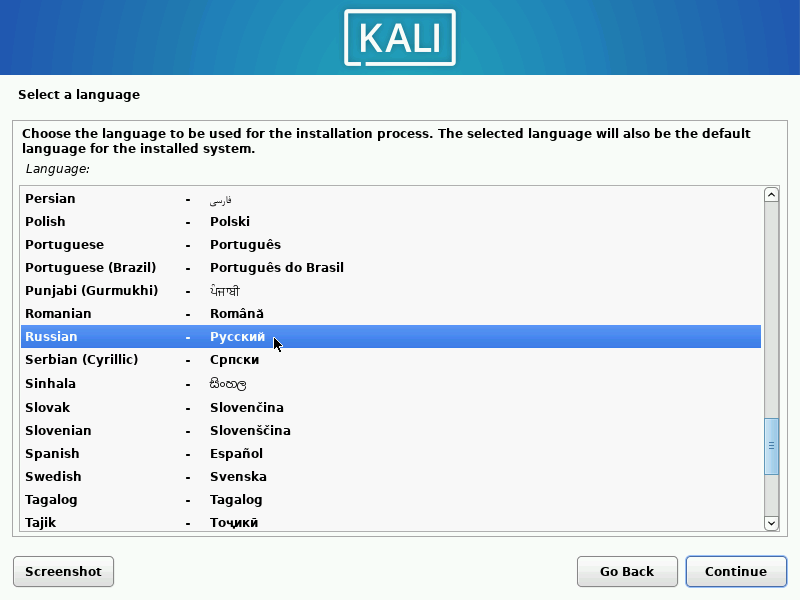 KALI
Select a language
Choose the language to be used for the installation process. The selected language will also be the default
language for the installed system.
Language:
Persian - فارسی
Polish - Polski
Portuguese - Português
Portuguese (Brazil) - Português do Brasil
Punjabi (Gurmukhi) - ਪੰਜਾਬੀ
Romanian - Română
Russian - Русский
Serbian (Cyrillic) - Српски
Sinhala - සිංහල
Slovak - Slovenčina
Slovenian - Slovenščina
Spanish - Español
Swedish - Svenska
Tagalog - Tagalog
Tajik - Тоҷикӣ
Screenshot Go Back Continue